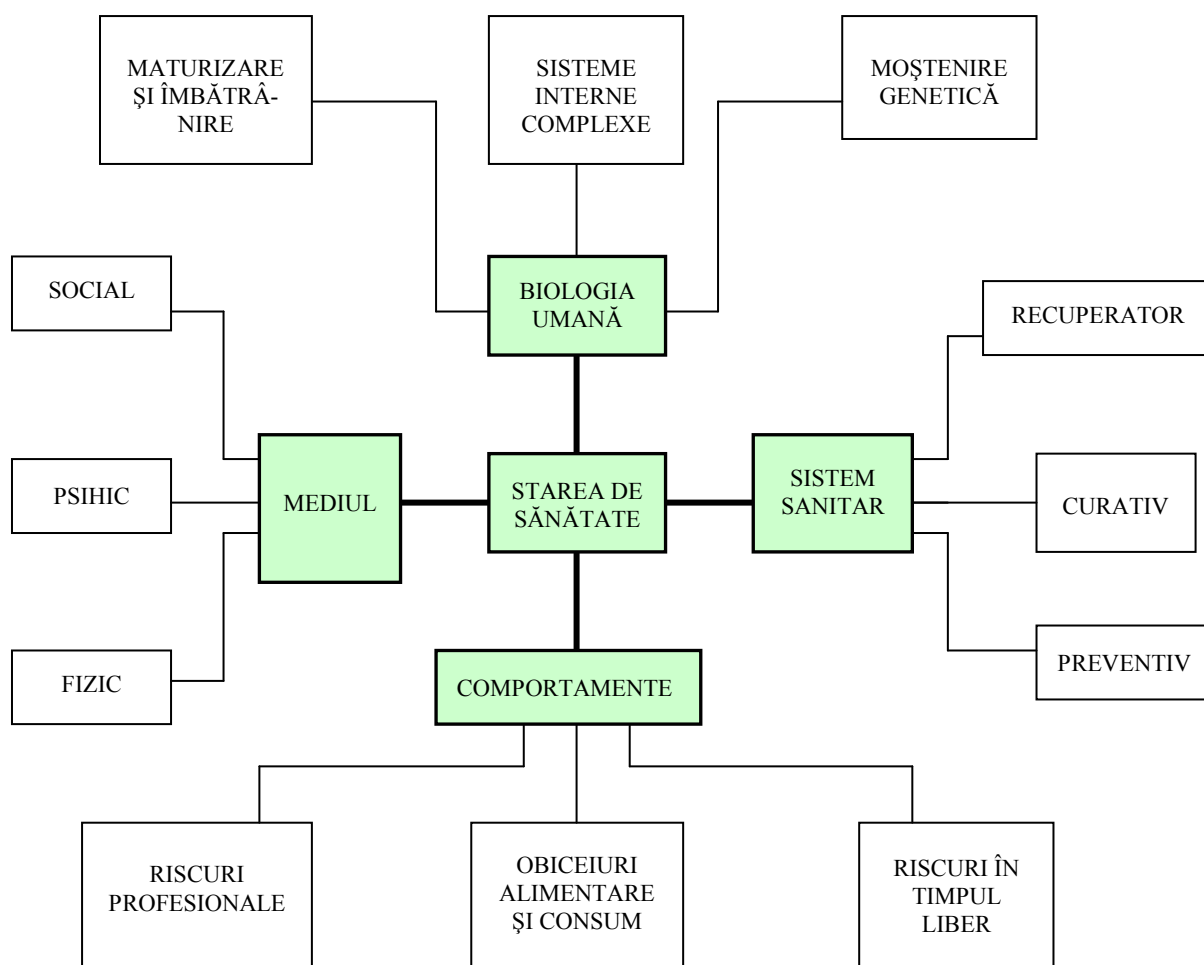 MATURIZARE
ŞI ÎMBĂTRÂ-
NIRE
SISTEME
INTERNE
COMPLEXE
MOŞTENIRE
GENETICĂ
SOCIAL
BIOLOGIA
UMANĂ
RECUPERATOR
PSIHIC
MEDIUL
STAREA DE
SĂNĂTATE
SISTEM
SANITAR
CURATIV
FIZIC
COMPORTAMENTE
PREVENTIV
RISCURI
PROFESIONALE
OBICEIURI
ALIMENTARE
ŞI CONSUM
RISCURI ÎN
TIMPUL
LIBER